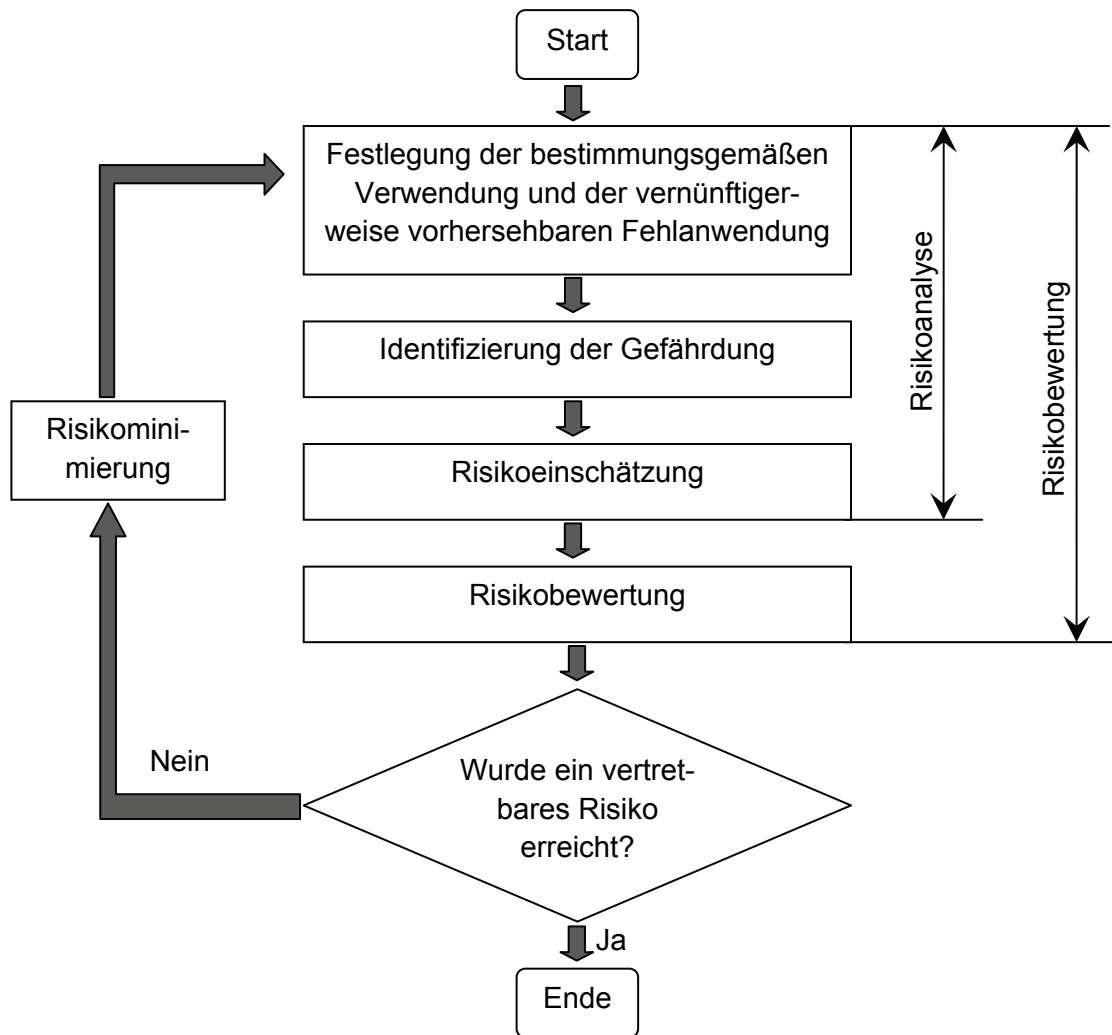 Start
Festlegung der bestimmungsgemäßen
Verwendung und der vernünftiger-
weise vorhersehbaren Fehlanwendung
Identifizierung der Gefährdung
Risikoeinschätzung
Risikobewertung
Wurde ein vertret-
bares Risiko
erreicht?
Ja
Ende
Nein
Risikomini-
mierung
Risikoanalyse
Risikobewertung